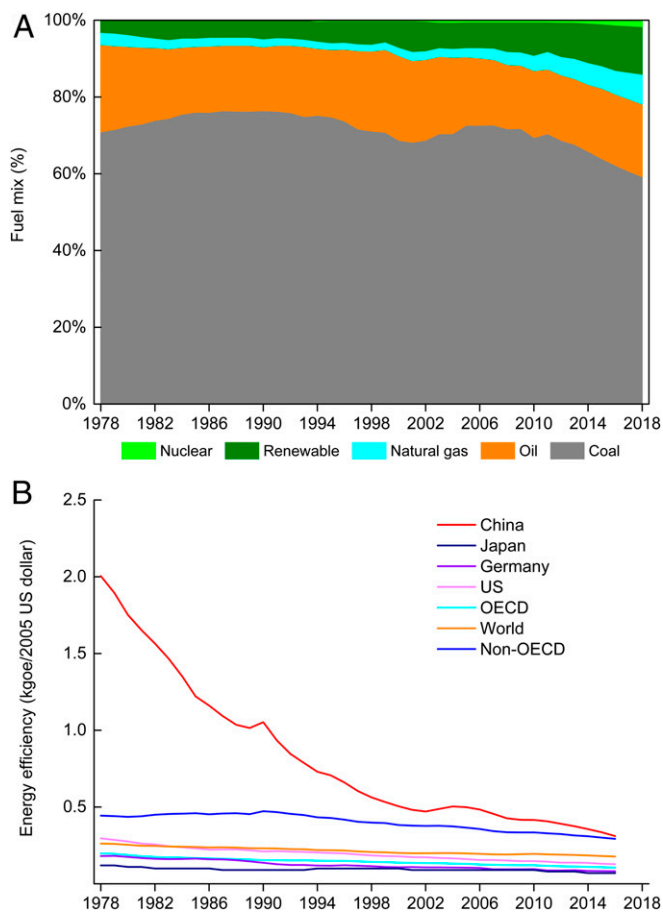 A
100%
80%
60%
40%
20%
0%
Fuel mix (%)
1978 1982 1986 1990 1994 1998 2002 2006 2010 2014 2018
Nuclear Renewable Natural gas Oil Coal
B
2.5
2.0
1.5
1.0
0.5
Energy efficiency (kgoe/2005 US dollar)
China
Japan
Germany
US
OECD
World
Non-OECD
1978 1982 1986 1990 1994 1998 2002 2006 2010 2014 2018